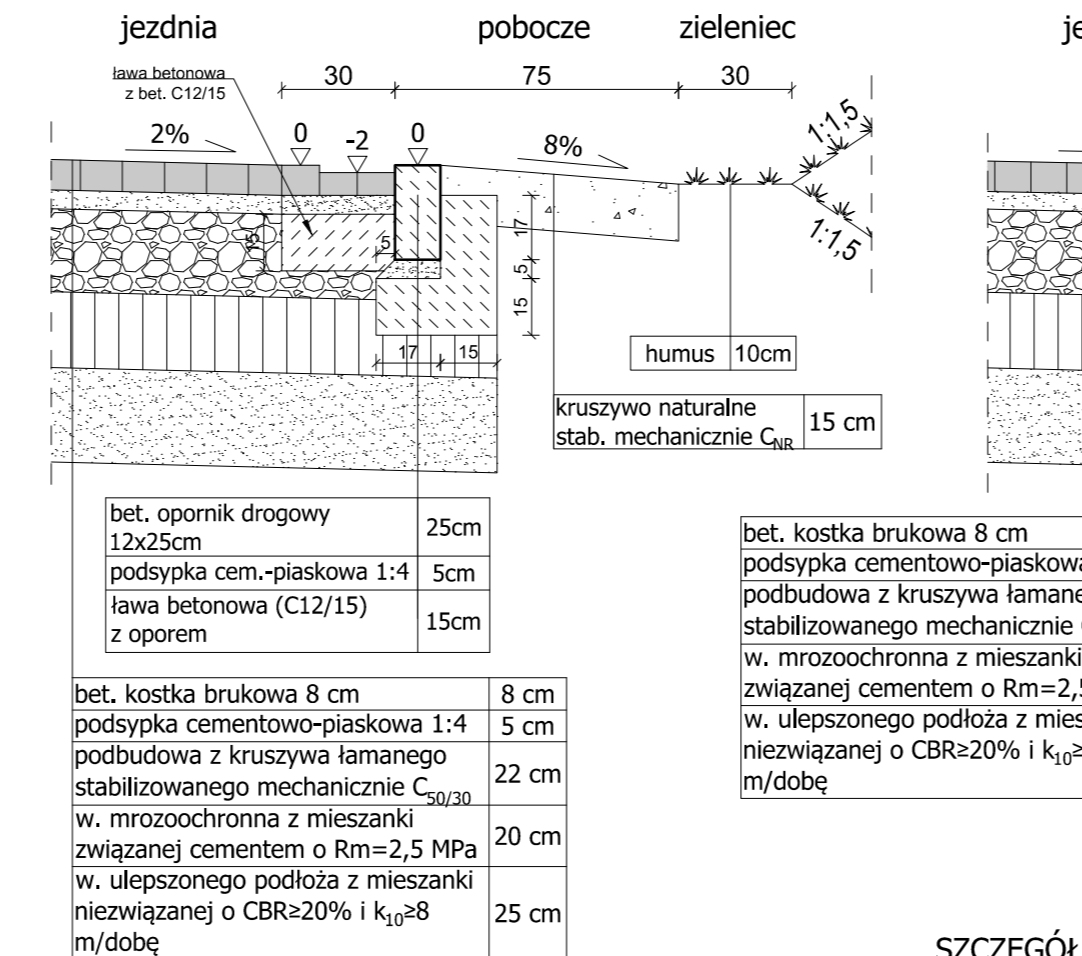 jezdnia
pobocze
zieleniec
je
ława betonowa
z bet. C12/15
30
75
30
2%
0
-2
0
8%
1:1,5
1:1,5
15
5
17
5
15
17
15
humus 10cm
kruszywo naturalne
stab. mechanicznie CNR
15 cm
bet. opornik drogowy
12x25cm
25cm
podsypka cem.-piaskowa 1:4 5cm
ława betonowa (C12/15)
z oporem
15cm
bet. kostka brukowa 8 cm 8 cm
podsypka cementowo-piaskowa 1:4 5 cm
podbudowa z kruszywa łamanego
stabilizowanego mechanicznie C50/30
22 cm
w. mrozoochronna z mieszanki
związanej cementem o Rm=2,5 MPa
20 cm
w. ulepszonego podłoża z mieszanki
niezwiązanej o CBR≥20% i k10≥8
m/dobę
25 cm
bet. kostka brukowa 8 cm
podsypka cementowo-piaskowa
podbudowa z kruszywa łamane
stabilizowanego mechanicznie
w. mrozoochronna z mieszanki
związanej cementem o Rm=2,5
w. ulepszonego podłoża z mies
niezwiązanej o CBR≥20% i k10≥
m/dobę
SZCZEGÓŁ